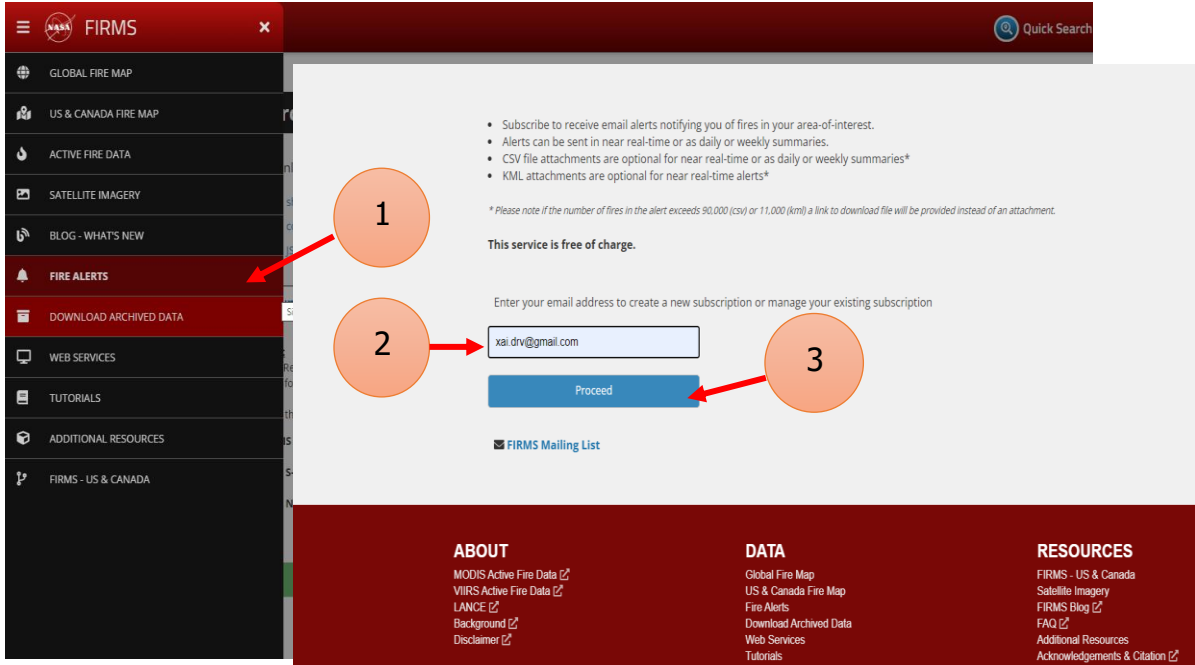 NASA
FIRMS
Quick Search
GLOBAL FIRE MAP
US & CANADA FIRE MAP
ACTIVE FIRE DATA
SATELLITE IMAGERY
BLOG - WHAT'S NEW
FIRE ALERTS
DOWNLOAD ARCHIVED DATA
WEB SERVICES
TUTORIALS
ADDITIONAL RESOURCES
FIRMS - US & CANADA
1
• Subscribe to receive email alerts notifying you of fires in your area-of-interest.
• Alerts can be sent in near real-time or as daily or weekly summaries.
• CSV file attachments are optional for near real-time or as daily or weekly summaries*
• KML attachments are optional for near real-time alerts*
* Please note if the number of fires in the alert exceeds 90,000 (csv) or 11,000 (kml) a link to download file will be provided instead of an attachment.
This service is free of charge.
Enter your email address to create a new subscription or manage your existing subscription
2
xai.drv@gmail.com
3
Proceed
FIRMS Mailing List
ABOUT
MODIS Active Fire Data
VIIRS Active Fire Data
LANCE
Background
Disclaimer
DATA
Global Fire Map
US & Canada Fire Map
Fire Alerts
Download Archived Data
Web Services
Tutorials
RESOURCES
FIRMS - US & Canada
Satellite Imagery
FIRMS Blog
FAQ
Additional Resources
Acknowledgements & Citation